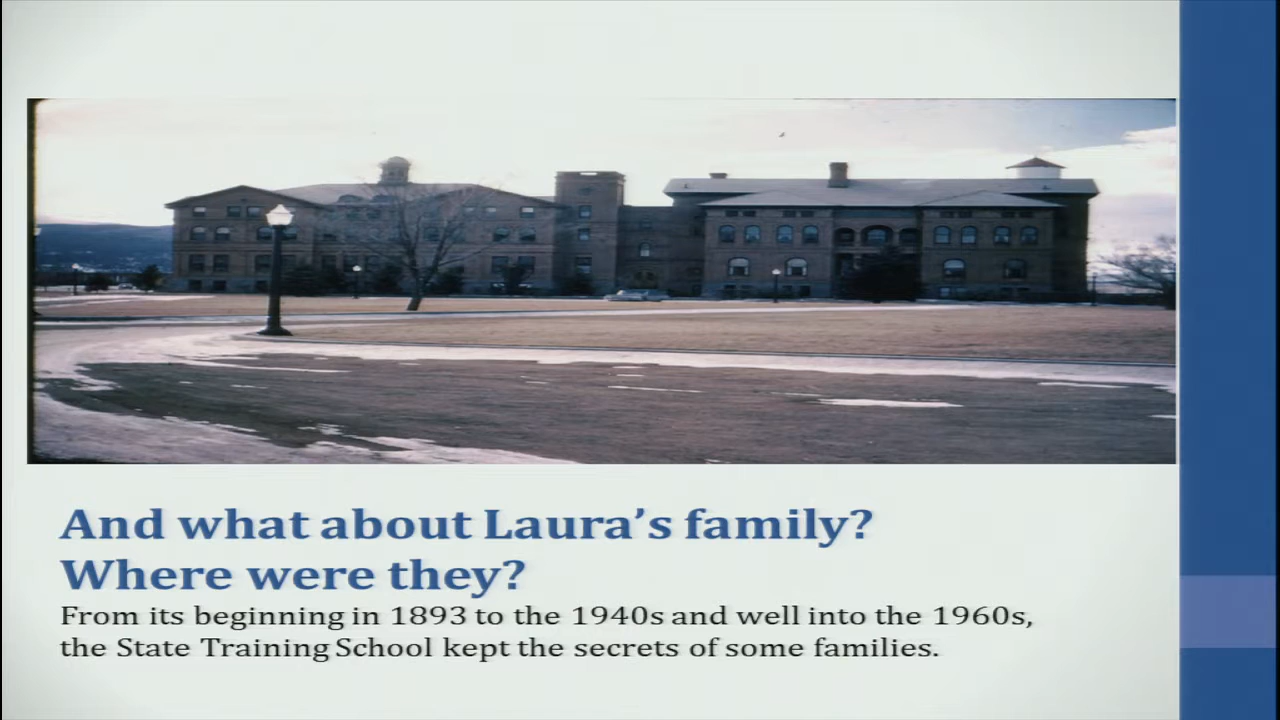 And what about Laura’s family?
Where were they?
From its beginning in 1893 to the 1940s and well into the 1960s,
the State Training School kept the secrets of some families.